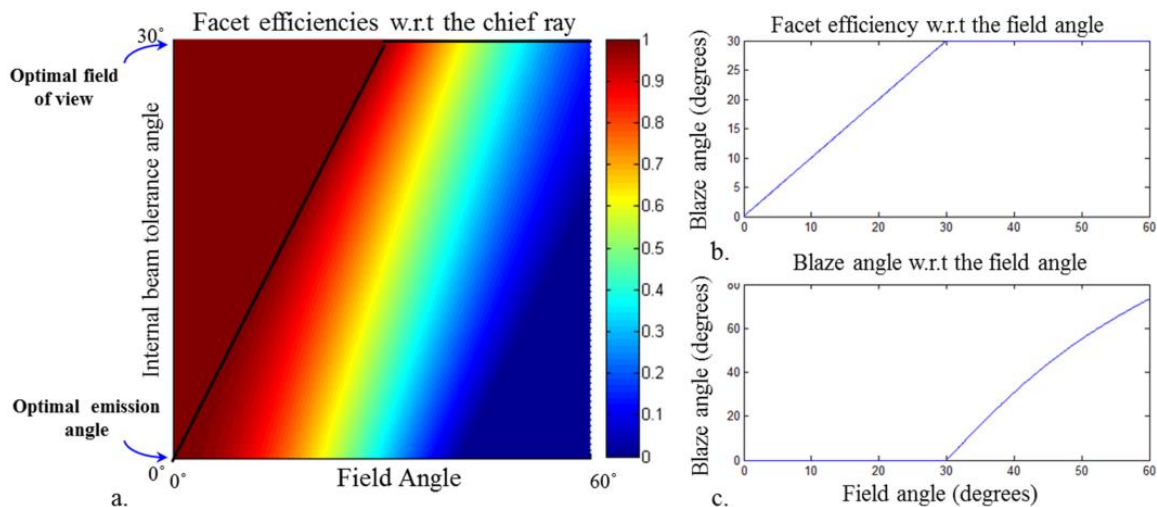 Facet efficiencies w.r.t the chief ray
30°
Optimal field
of view
Internal beam tolerance angle
Optimal emission
angle
0°
0°
Field Angle
60°
a.
1
0.9
0.8
0.7
0.6
0.5
0.4
0.3
0.2
0.1
0
Facet efficiency w.r.t the field angle
Blaze angle (degrees)
30
25
20
15
10
5
0
0 10 20 30 40 50 60
b.
Blaze angle w.r.t the field angle
Blaze angle (degrees)
80
60
40
20
0
0 10 20 30 40 50 60
c.
Field angle (degrees)